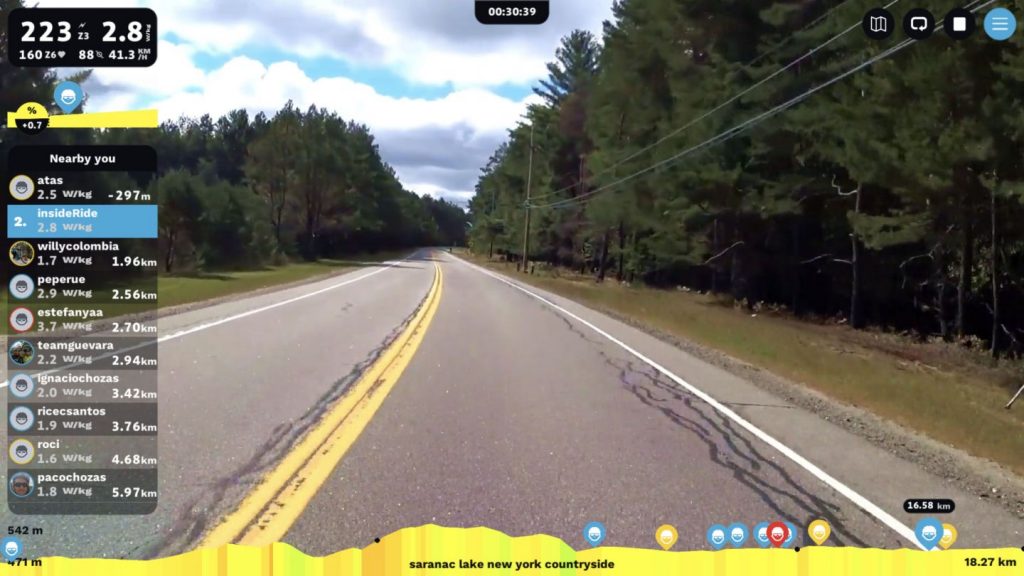 00:30:39
223 Z3 2.8 W/KG
160 Z6 88 41.3 KM/H
%
+0.7
Nearby you
atas
2.5 W/kg -297m
2. insideRide
2.8 W/kg
willycolombia
1.7 W/kg 1.96km
peperue
2.9 W/kg 2.56km
estefanyaa
3.7 W/kg 2.70km
teamguevara
2.2 W/kg 2.94km
ignaciochozas
2.0 W/kg 3.42km
ricecsantos
1.9 W/kg 3.76km
roci
1.6 W/kg 4.68km
pacochozas
1.8 W/kg 5.97km
16.58 km
542 m
471 m
saranac lake new york countryside
18.27 km